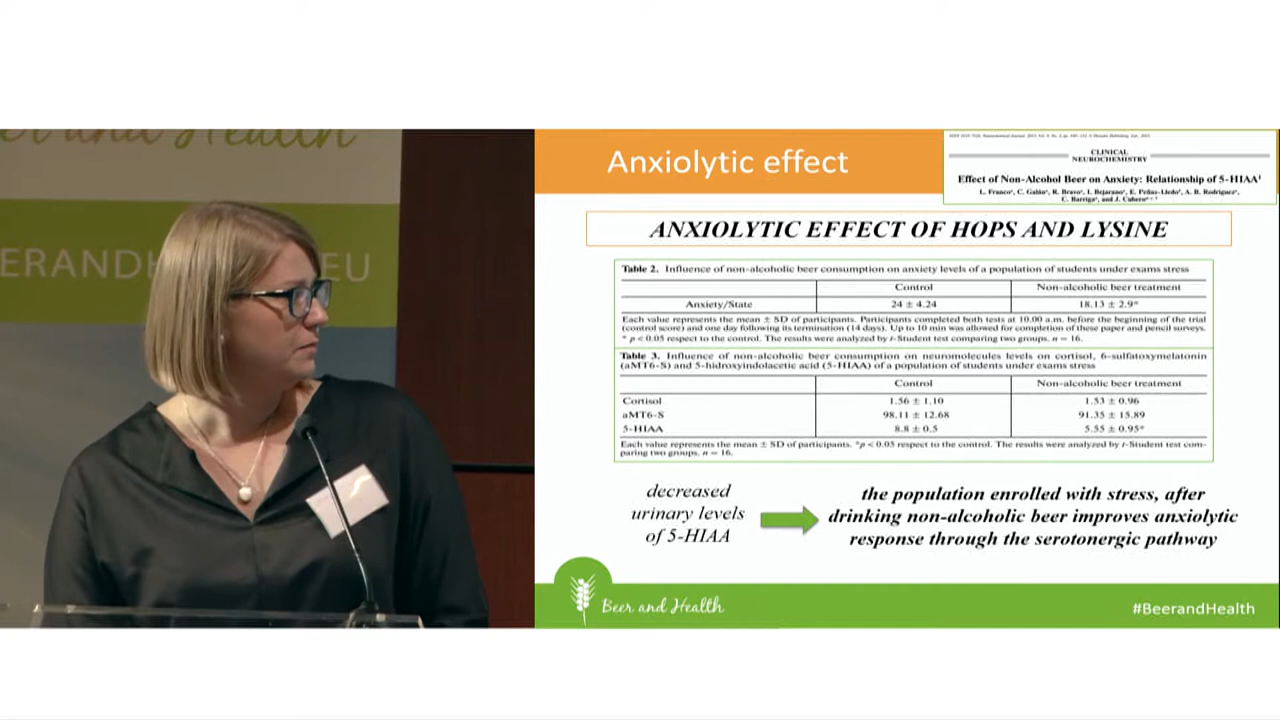 Beer and Health
EERANDH
EU
Anxiolytic effect
CLINICAL
NEUROCHEMISTRY
Effect of Non-Alcohol Beer on Anxiety: Relationship of 5-HIAA¹
ANXIOLYTIC EFFECT OF HOPS AND LYSINE
Table 2. Influence of non-alcoholic beer consumption on anxiety levels of a population of students under exams stress
Control Non-alcoholic beer treatment
Anxiety/State 24 ± 4.24 18.13 ± 2.9*
Each value represents the mean ± SD of participants. Participants completed both tests at 10.00 a.m. before the beginning of the trial
(control score) and one day following its termination (14 days). Up to 10 min was allowed for completion of these paper and pencil surveys.
* p < 0.05 respect to the control. The results were analyzed by t-Student test comparing two groups. n = 16.
Table 3. Influence of non-alcoholic beer consumption on neuromolecules levels on cortisol, 6-sulfatoxymelatonin
(aMT6-S) and 5-hidroxyindolacetic acid (5-HIAA) of a population of students under exams stress
Control Non-alcoholic beer treatment
Cortisol 1.56 ± 1.10 1.53 ± 0.96
aMT6-S 98.11 ± 12.68 91.35 ± 15.89
5-HIAA 8.8 ± 0.5 5.55 ± 0.95*
Each value represents the mean ± SD of participants. *p < 0.05 respect to the control. The results were analyzed by t-Student test com-
paring two groups. n = 16.
decreased
urinary levels
of 5-HIAA
the population enrolled with stress, after
drinking non-alcoholic beer improves anxiolytic
response through the serotonergic pathway
Beer and Health
#BeerandHealth